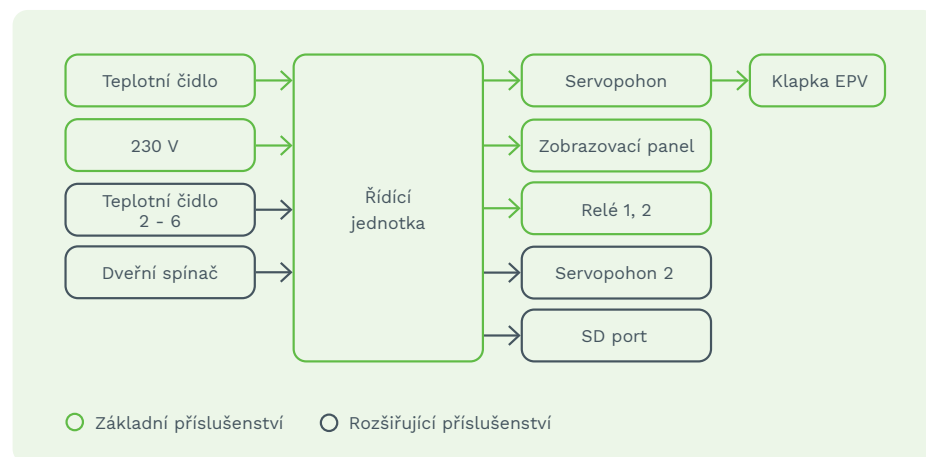 Teplotní čidlo
230 V
Teplotní čidlo
2 - 6
Dveřní spínač
Řídící
jednotka
Servopohon
Klapka EPV
Zobrazovací panel
Relé 1, 2
Servopohon 2
SD port
Základní příslušenství
Rozšiřující příslušenství